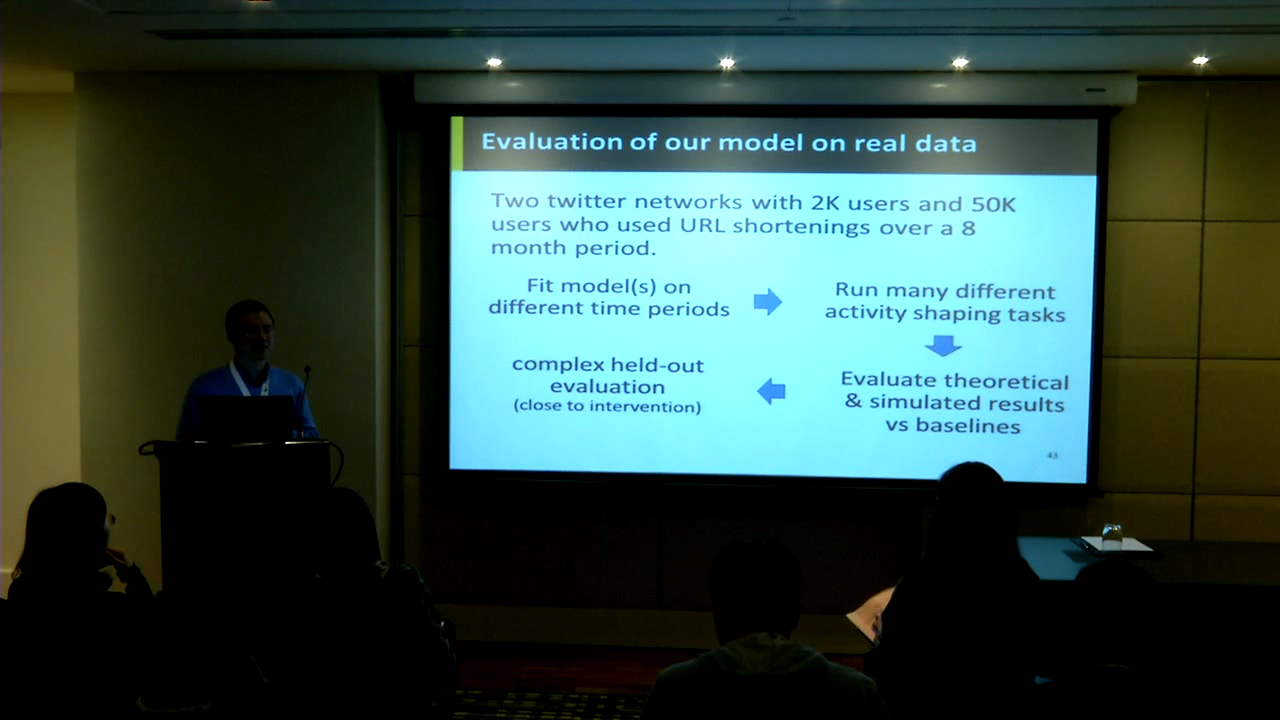 Evaluation of our model on real data
Two twitter networks with 2K users and 50K
users who used URL shortenings over a 8
month period.
Fit model(s) on
different time periods
Run many different
activity shaping tasks
Evaluate theoretical
& simulated results
vs baselines
complex held-out
evaluation
(close to intervention)
43